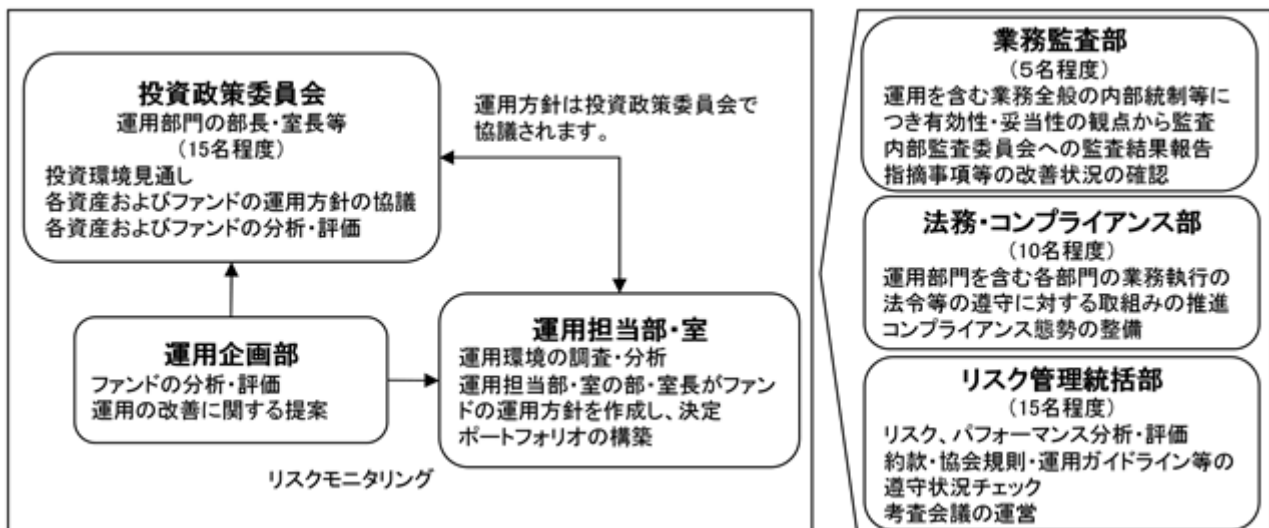 投資政策委員会
運用部門の部長・室長等
(15名程度)
投資環境見通し
各資産およびファンドの運用方針の協議
各資産およびファンドの分析・評価
運用方針は投資政策委員会で
協議されます。
運用企画部
ファンドの分析・評価
運用の改善に関する提案
運用担当部・室
運用環境の調査・分析
運用担当部・室の部・室長がファン
ドの運用方針を作成し、決定
ポートフォリオの構築
リスクモニタリング
業務監査部
(5名程度)
運用を含む業務全般の内部統制等に
つき有効性・妥当性の観点から監査
内部監査委員会への監査結果報告
指摘事項等の改善状況の確認
法務・コンプライアンス部
(10名程度)
運用部門を含む各部門の業務執行の
法令等の遵守に対する取組みの推進
コンプライアンス態勢の整備
リスク管理統括部
(15名程度)
リスク、パフォーマンス分析・評価
約款・協会規則・運用ガイドライン等の
遵守状況チェック
考査会議の運営